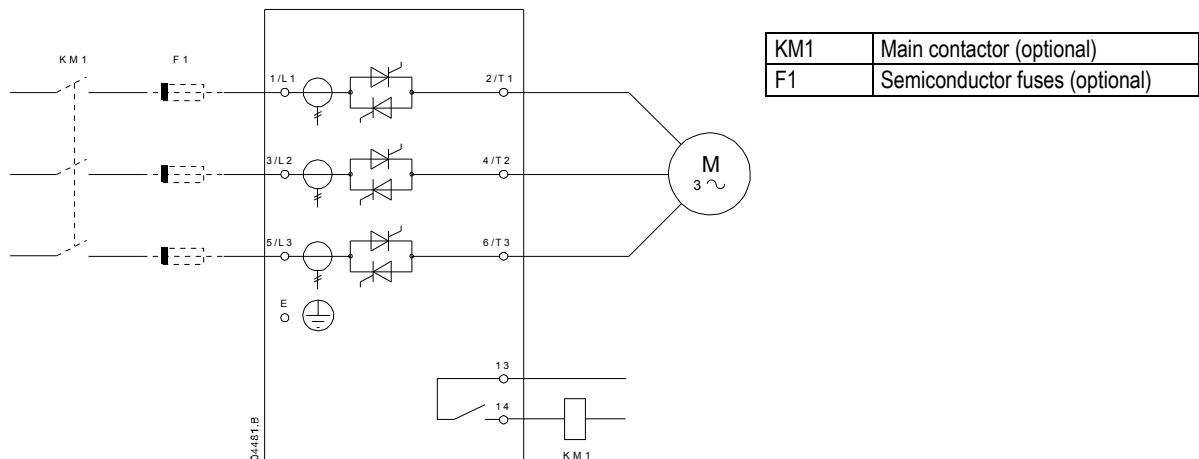 KM1 F1
1/L1 2/T1
3/L2 4/T2
5/L3 6/T3
M
3
E
13
14
KM1
04481.B
KM1 Main contactor (optional)
F1 Semiconductor fuses (optional)